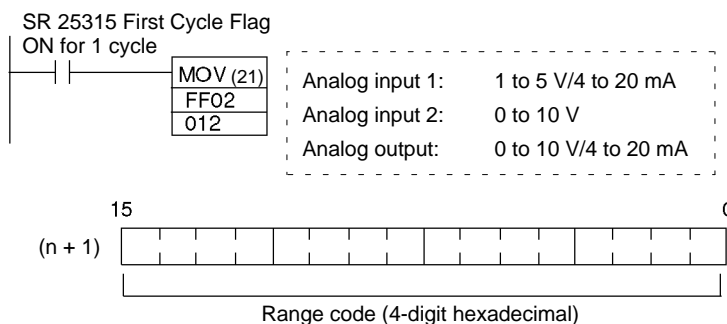 SR 25315 First Cycle Flag
ON for 1 cycle
MOV (21)
FF02
012
Analog input 1: 1 to 5 V/4 to 20 mA
Analog input 2: 0 to 10 V
Analog output: 0 to 10 V/4 to 20 mA
15 0
(n + 1)
Range code (4-digit hexadecimal)